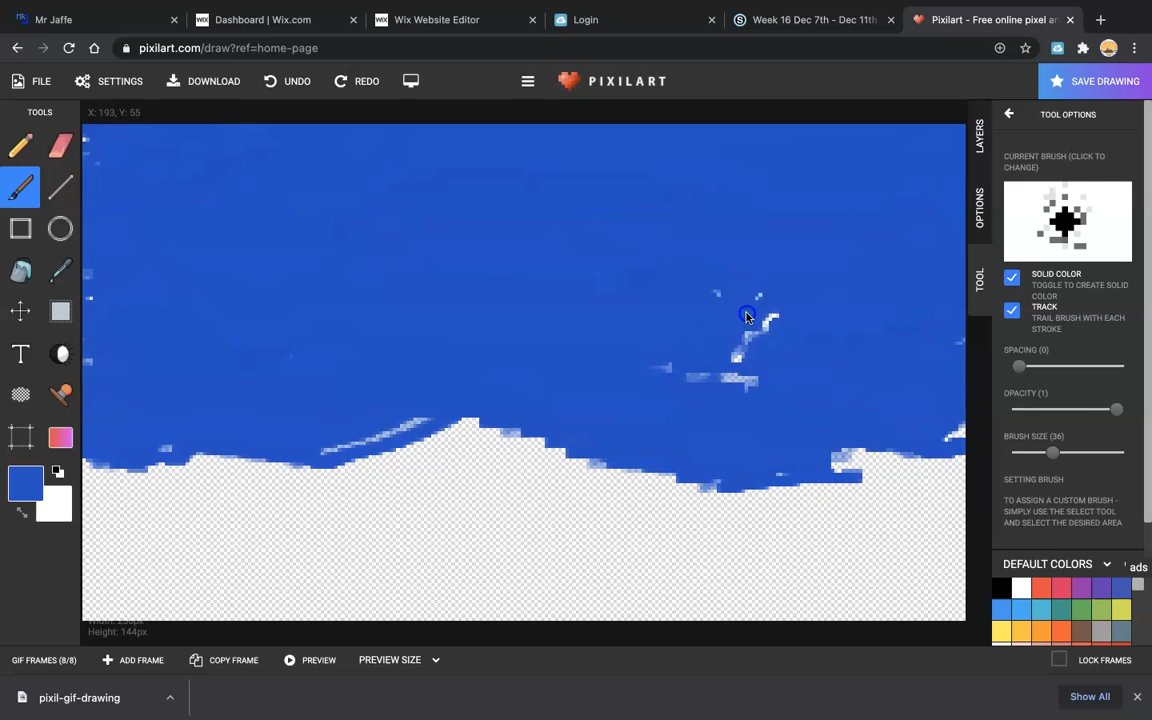 Mr Jaffe
Dashboard | Wix.com
Wix Website Editor
Login
Week 16 Dec 7th - Dec 11th
Pixilart - Free online pixel ar
pixilart.com/draw?ref=home-page
FILE
SETTINGS
DOWNLOAD
UNDO
REDO
PIXILART
SAVE DRAWING
TOOLS
X: 193, Y: 55
LAYERS
OPTIONS
TOOL
TOOL OPTIONS
CURRENT BRUSH (CLICK TO
CHANGE)
SOLID COLOR
TOGGLE TO CREATE SOLID
COLOR
TRACK
TRAIL BRUSH WITH EACH
STROKE
SPACING (0)
OPACITY (1)
BRUSH SIZE (36)
SETTING BRUSH
TO ASSIGN A CUSTOM BRUSH -
SIMPLY USE THE SELECT TOOL
AND SELECT THE DESIRED AREA
DEFAULT COLORS
ads
Height: 144px
GIF FRAMES (8/8)
ADD FRAME
COPY FRAME
PREVIEW
PREVIEW SIZE
LOCK FRAMES
pixil-gif-drawing
Show All